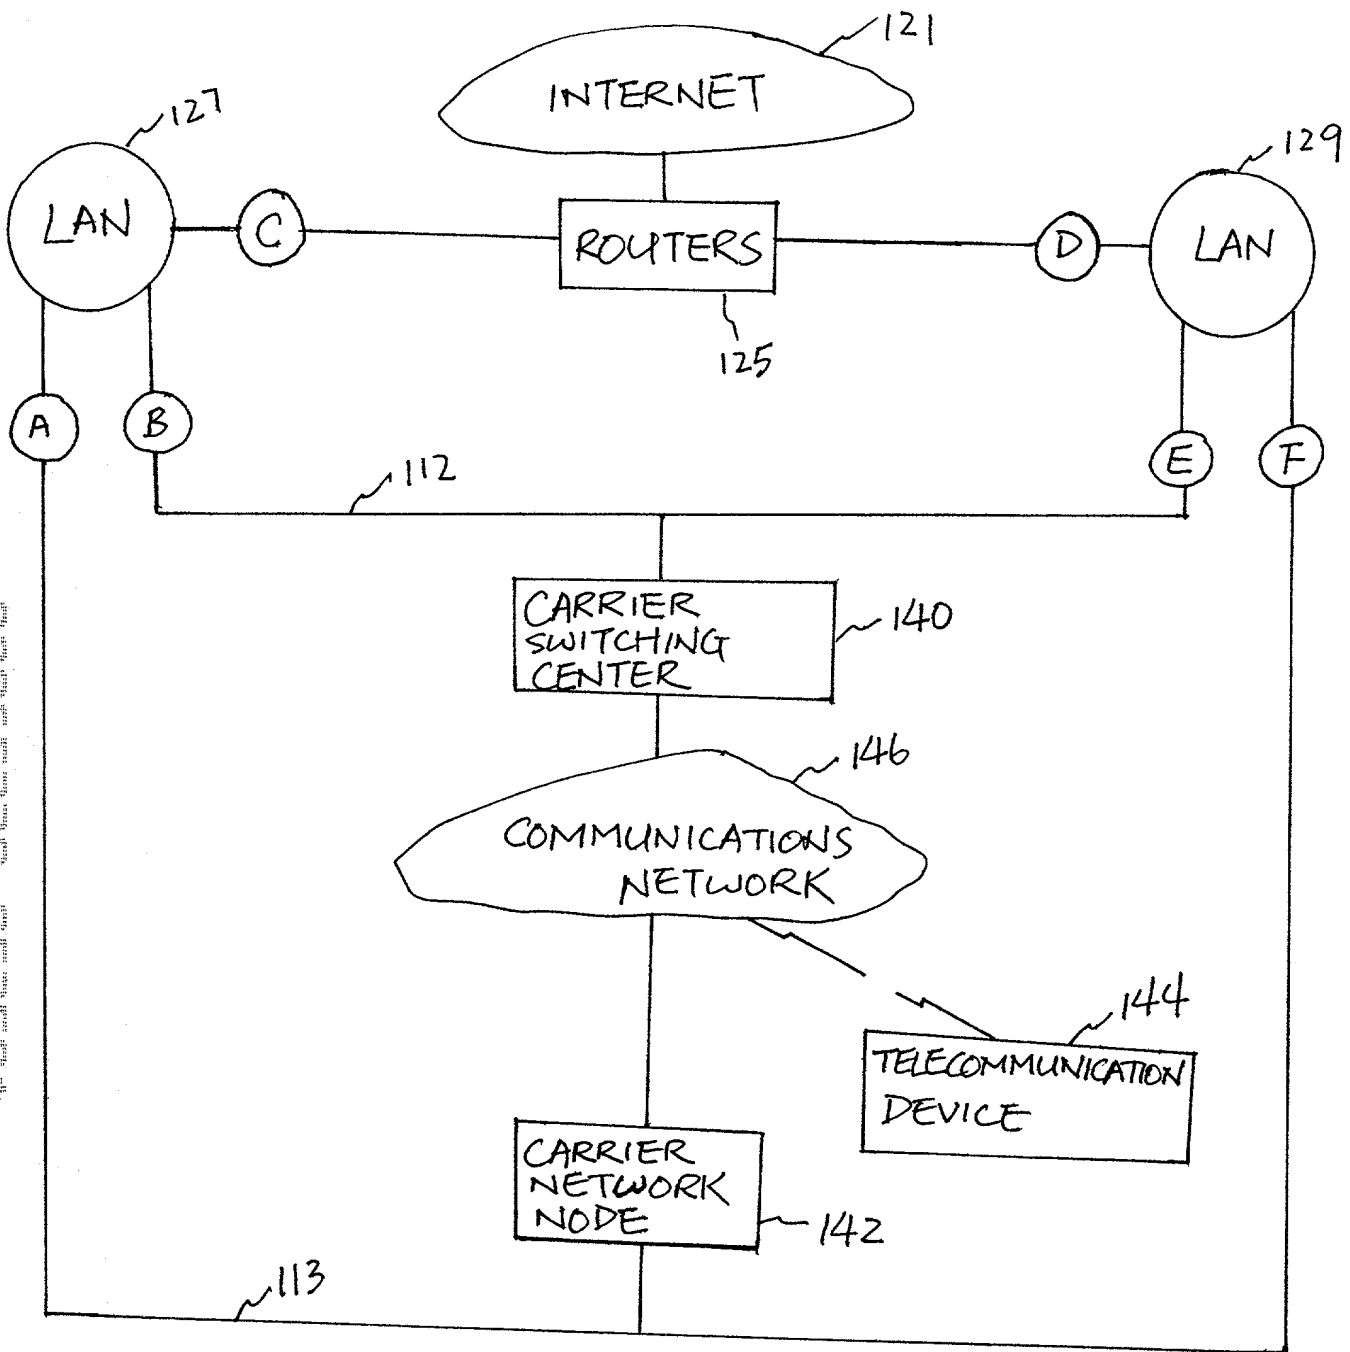 121
INTERNET
127
129
LAN
C
ROUTERS
D
LAN
125
A
B
E
F
112
CARRIER
SWITCHING
CENTER
140
146
COMMUNICATIONS
NETWORK
144
TELECOMMUNICATION
DEVICE
CARRIER
NETWORK
NODE
142
113